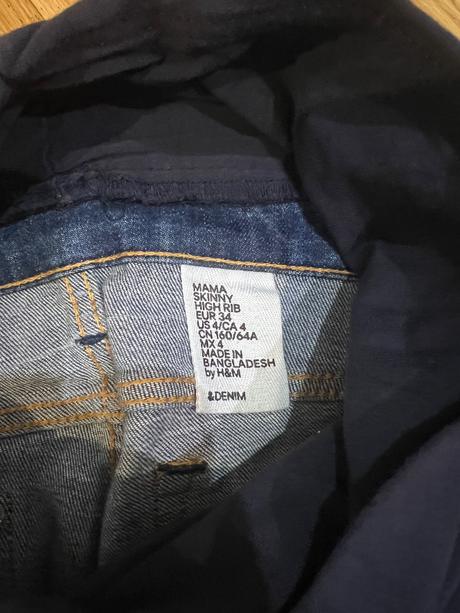 MAMA
SKINNY
HIGH RIB
EUR 34
US 4/CA 4
CN 160/64A
MX 4
MADE IN
BANGLADESH
by H&M
&DENIM